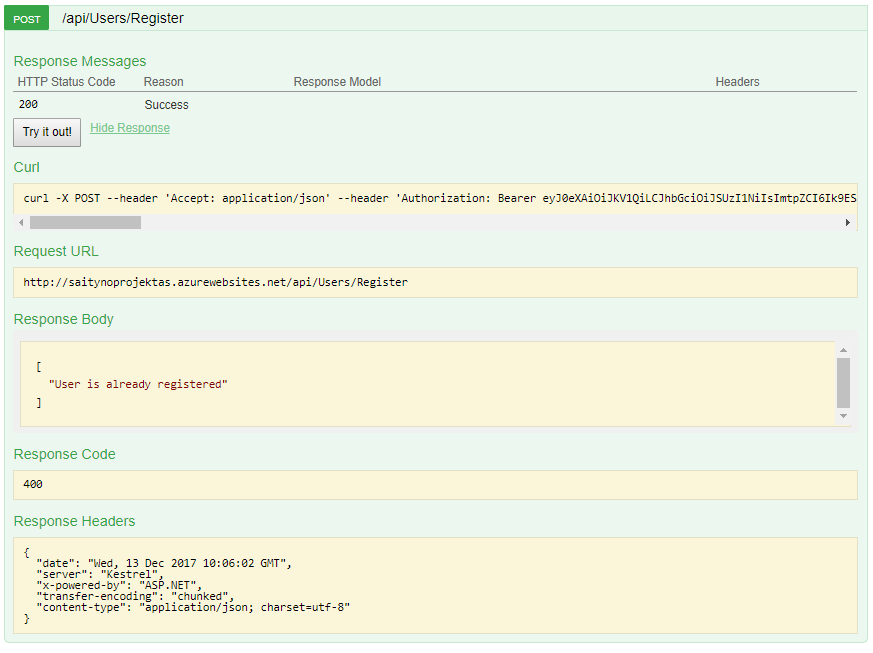 POST /api/Users/Register
Response Messages
HTTP Status Code Reason Response Model Headers
200 Success
Try it out! Hide Response
Curl
curl -X POST --header 'Accept: application/json' --header 'Authorization: Bearer eyJ0eXAiOiJKV1QiLCJhbGciOiJSUzI1NiIsImtpZCI6Ik9ES
Request URL
http://saitynoprojektas.azurewebsites.net/api/Users/Register
Response Body
[
"User is already registered"
]
Response Code
400
Response Headers
{
"date": "Wed, 13 Dec 2017 10:06:02 GMT",
"server": "Kestrel",
"x-powered-by": "ASP.NET",
"transfer-encoding": "chunked",
"content-type": "application/json; charset=utf-8"
}